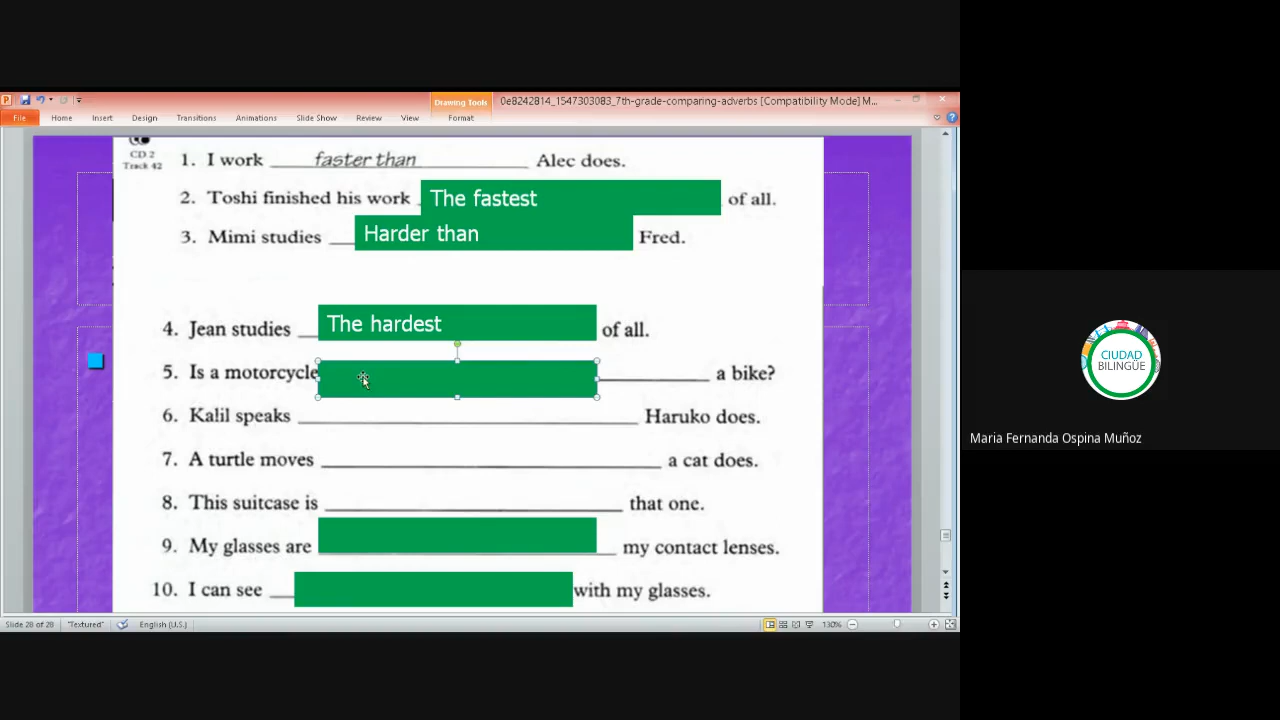 Drawing Tools
0e8242814_1547303083_7th-grade-comparing-adverbs [Compatibility Mode] M...
File Home Insert Design Transitions Animations Slide Show Review View Format
CD 2
Track 42
1. I work faster than Alec does.
2. Toshi finished his work The fastest of all.
3. Mimi studies Harder than Fred.
4. Jean studies The hardest of all.
5. Is a motorcycle a bike?
6. Kalil speaks Haruko does.
7. A turtle moves a cat does.
8. This suitcase is that one.
9. My glasses are my contact lenses.
10. I can see with my glasses.
Slide 28 of 28 "Textured" English (U.S.) 130%
CIUDAD
BILINGÜE
Maria Fernanda Ospina Muñoz